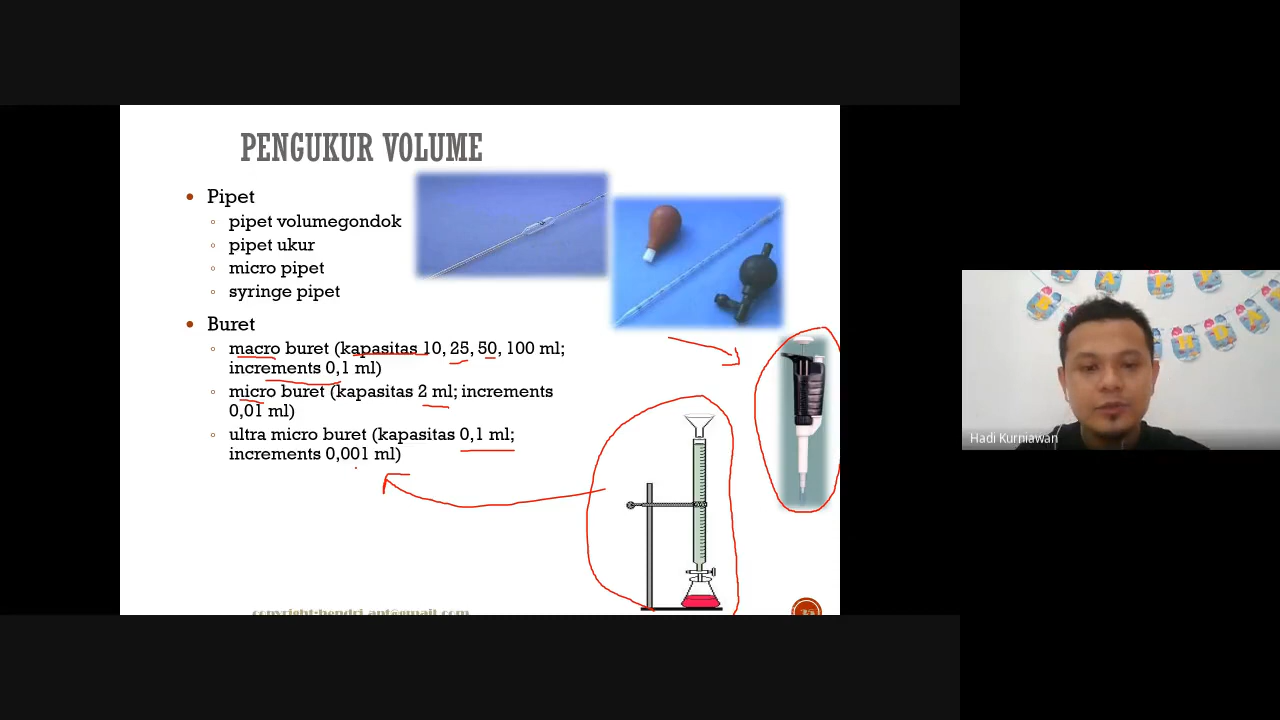 PENGUKUR VOLUME
• Pipet
◦ pipet volumegondok
◦ pipet ukur
◦ micro pipet
◦ syringe pipet
• Buret
◦ macro buret (kapasitas 10, 25, 50, 100 ml;
increments 0,1 ml)
◦ micro buret (kapasitas 2 ml; increments
0,01 ml)
◦ ultra micro buret (kapasitas 0,1 ml;
increments 0,001 ml)
Hadi Kurniawan